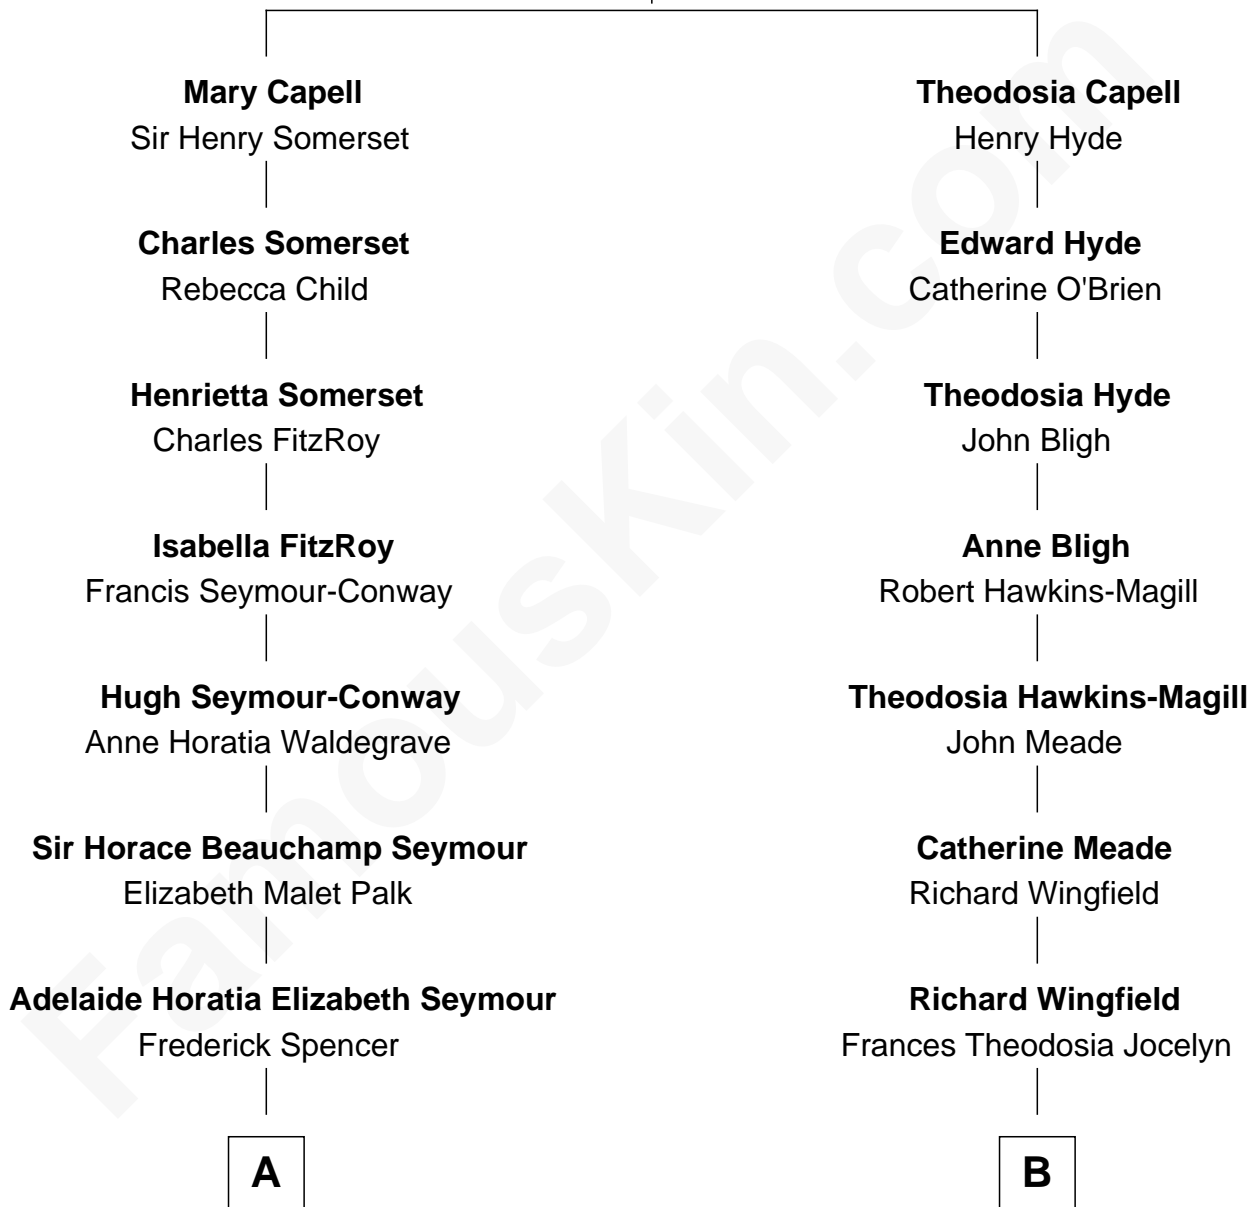 Mary Capell
Sir Henry Somerset
Charles Somerset
Rebecca Child
Henrietta Somerset
Charles FitzRoy
Isabella FitzRoy
Francis Seymour-Conway
Hugh Seymour-Conway
Anne Horatia Waldegrave
Sir Horace Beauchamp Seymour
Elizabeth Malet Palk
Adelaide Horatia Elizabeth Seymour
Frederick Spencer
A
Theodosia Capell
Henry Hyde
Edward Hyde
Catherine O'Brien
Theodosia Hyde
John Bligh
Anne Bligh
Robert Hawkins-Magill
Theodosia Hawkins-Magill
John Meade
Catherine Meade
Richard Wingfield
Richard Wingfield
Frances Theodosia Jocelyn
B
FamousKin.com